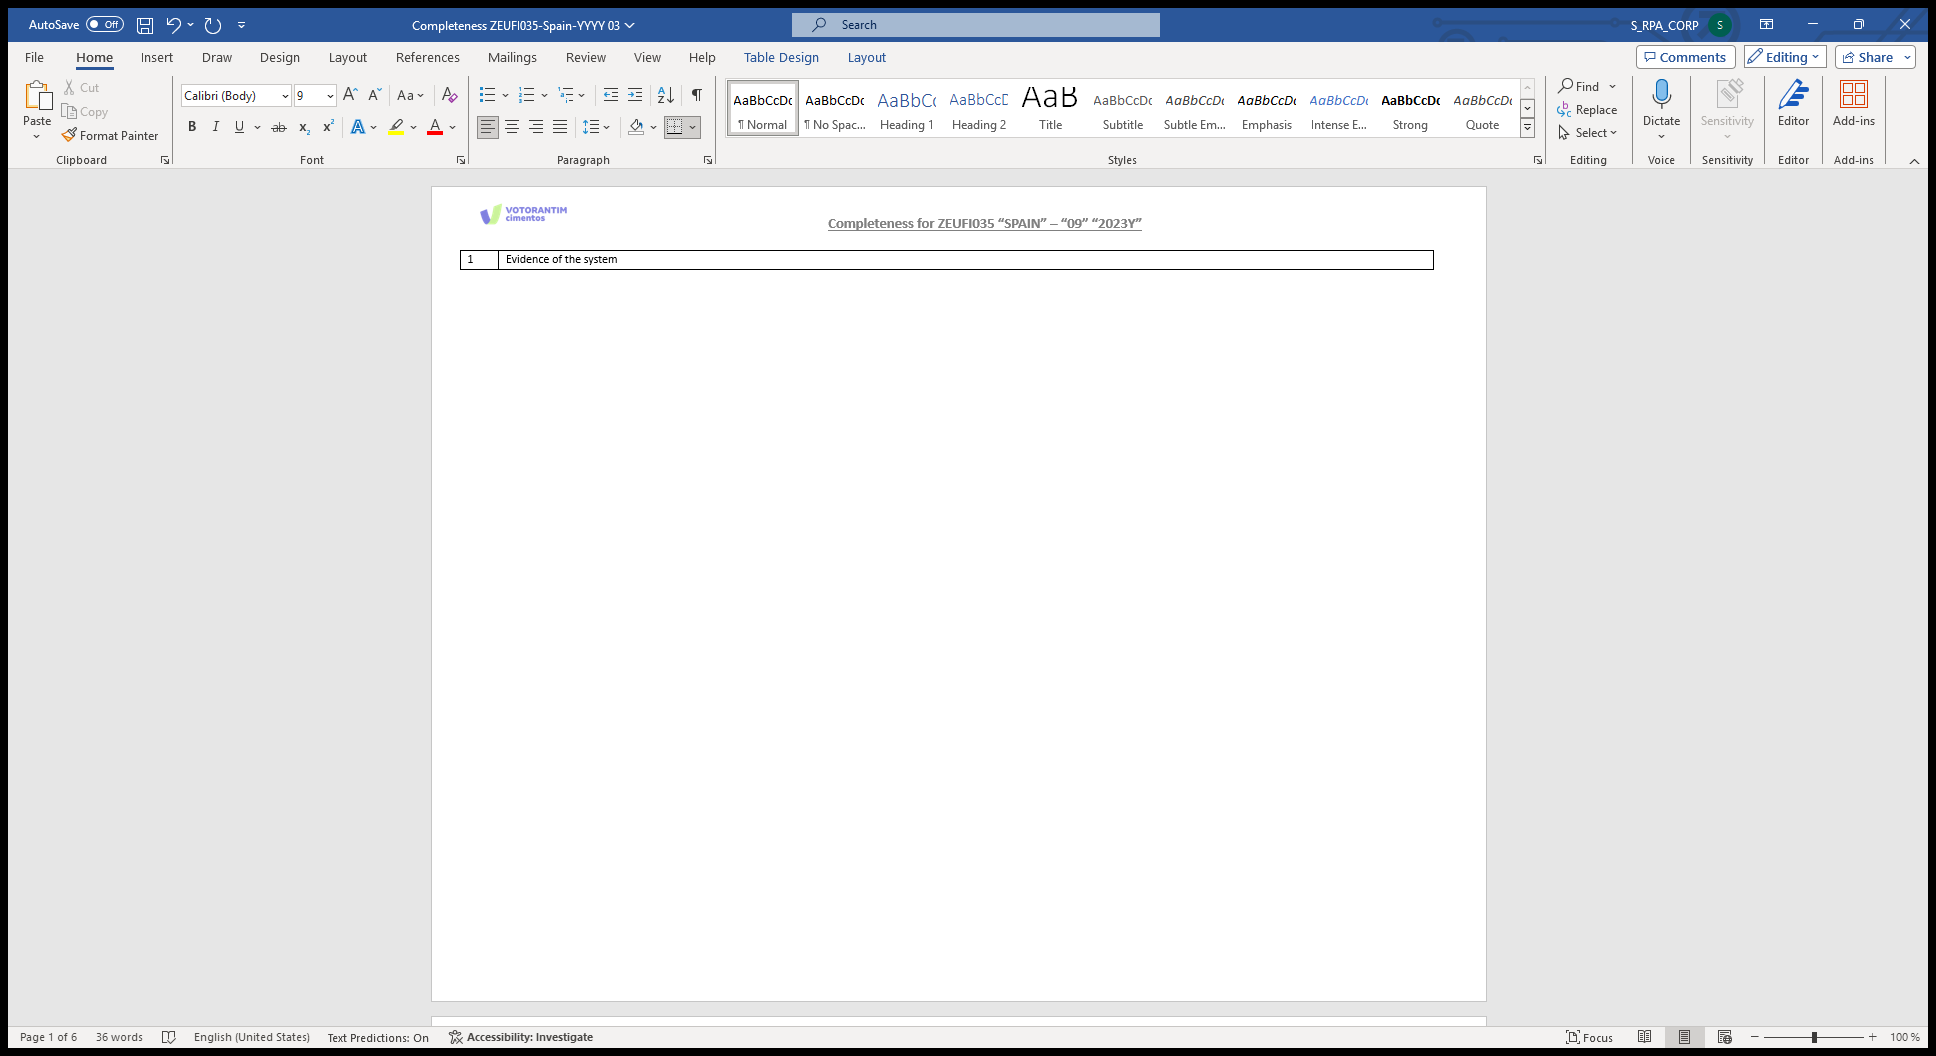 AutoSave Off Completeness ZEUFI035-Spain-YYYY 03 Search S_RPA_CORP S
File Home Insert Draw Design Layout References Mailings Review View Help Table Design Layout Comments Editing Share
Paste Cut Copy Format Painter Clipboard
Calibri (Body) 9 Aa Font
Paragraph
AaBbCcDc AaBbCcDc AaBbCc AaBbCcD AaB AaBbCcDc AaBbCcDc AaBbCcDc AaBbCcDc AaBbCcDc AaBbCcDc
¶ Normal ¶ No Spac... Heading 1 Heading 2 Title Subtitle Subtle Em... Emphasis Intense E... Strong Quote
Styles
Find Replace Select Editing
Dictate Voice
Sensitivity Sensitivity
Editor Editor
Add-ins Add-ins
VOTORANTIM
cimentos
Completeness for ZEUFI035 “SPAIN” – “09” “2023Y”
1 Evidence of the system
Page 1 of 6 36 words English (United States) Text Predictions: On Accessibility: Investigate Focus 100 %